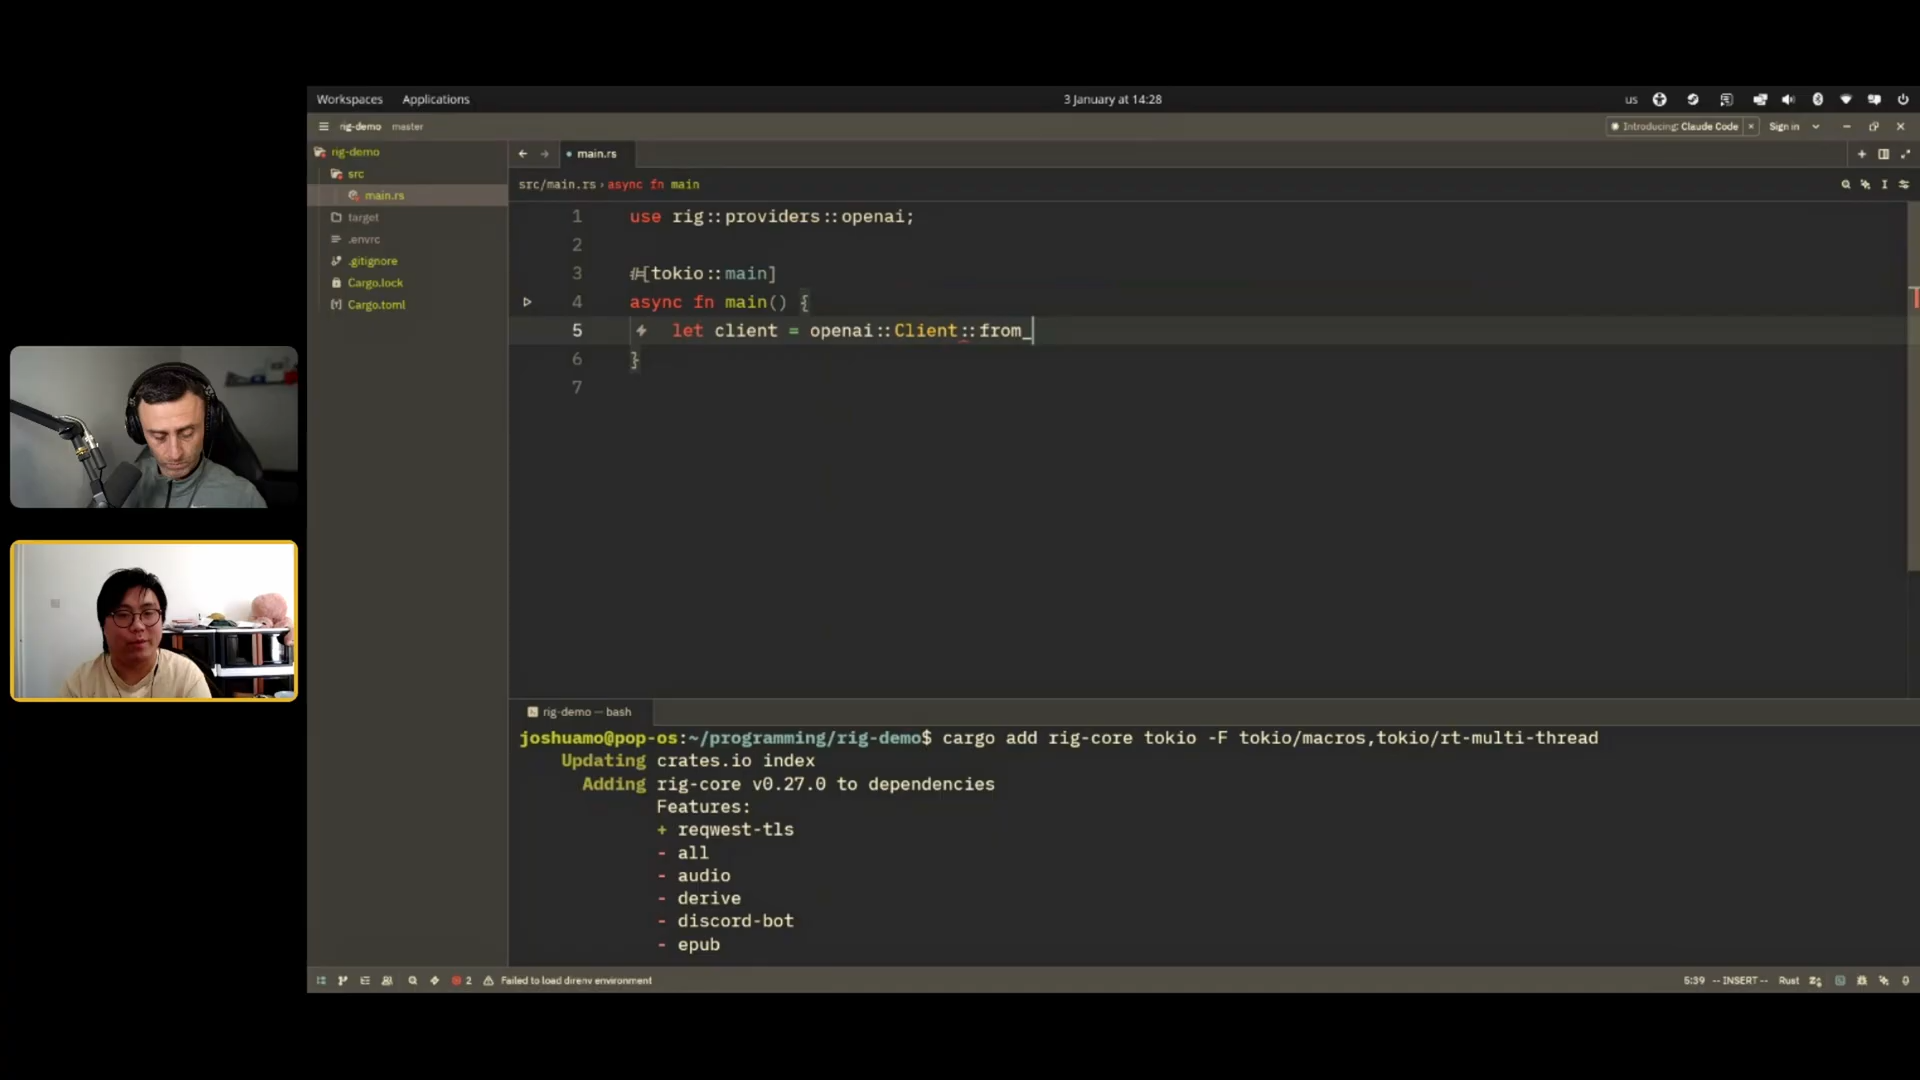 Workspaces Applications 3 January at 14:28 us
rig-demo master Introducing: Claude Code × Sign in
rig-demo
src
main.rs
target
.envrc
.gitignore
Cargo.lock
Cargo.toml
main.rs
src/main.rs › async fn main
1 use rig::providers::openai;
2
3 #[tokio::main]
4 async fn main() {
5 let client = openai::Client::from_
6 }
7
rig-demo — bash
joshuamo@pop-os:~/programming/rig-demo$ cargo add rig-core tokio -F tokio/macros,tokio/rt-multi-thread
Updating crates.io index
Adding rig-core v0.27.0 to dependencies
Features:
+ reqwest-tls
- all
- audio
- derive
- discord-bot
- epub
2 Failed to load direnv environment 5:39 -- INSERT -- Rust